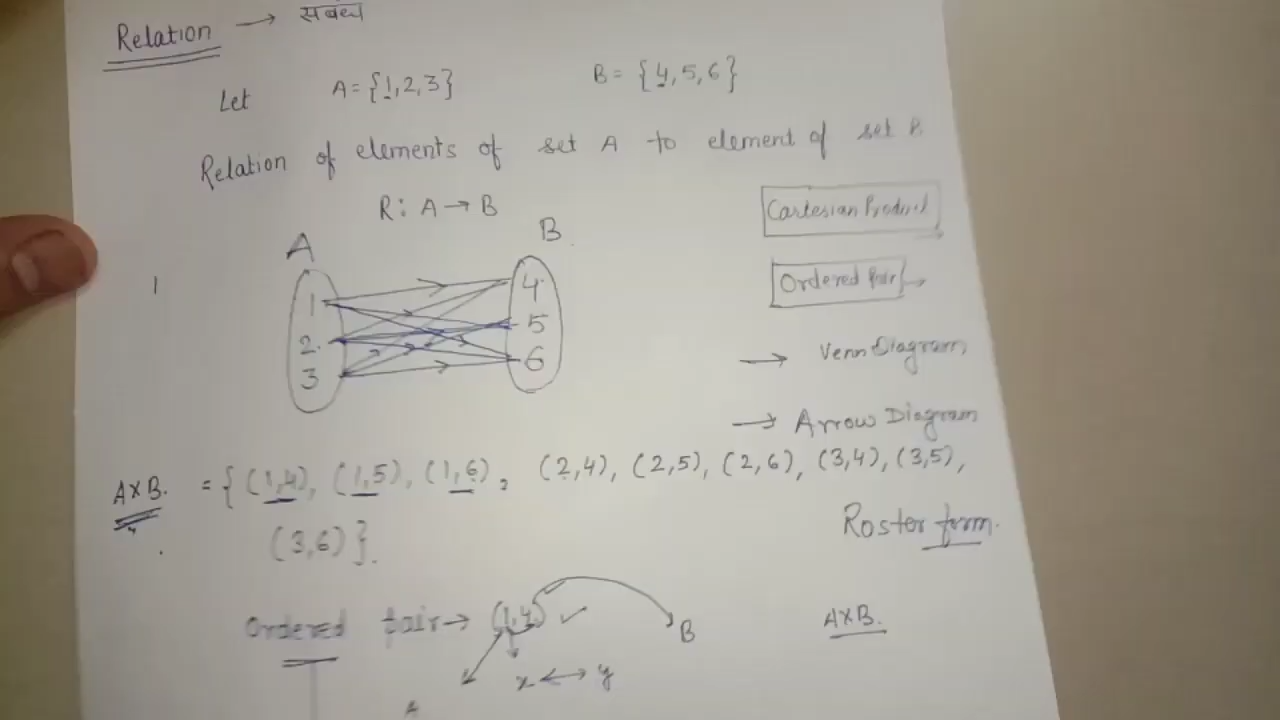 Relation → सबंध
Let A = {1,2,3} B = {4,5,6}
Relation of elements of set A to element of set B
R: A → B
Cartesian Product
A B
Ordered Pair →
1 4
2 5
3 6
→ Venn Diagram
→ Arrow Diagram
A×B. = { (1,4), (1,5), (1,6), (2,4), (2,5), (2,6), (3,4), (3,5),
(3,6) }.
Roster form.
Ordered Pair → (1,4) ✓ B
A×B.
x ↔ y
A